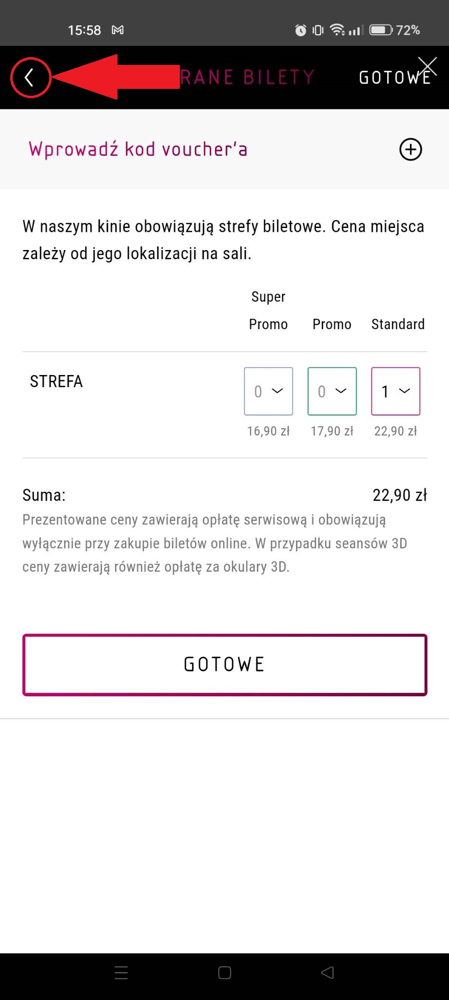 15:58
72%
RANE BILETY
GOTOWE
Wprowadź kod voucher'a
W naszym kinie obowiązują strefy biletowe. Cena miejsca
zależy od jego lokalizacji na sali.
Super
Promo Promo Standard
STREFA 0 0 1
16,90 zł 17,90 zł 22,90 zł
Suma: 22,90 zł
Prezentowane ceny zawierają opłatę serwisową i obowiązują
wyłącznie przy zakupie biletów online. W przypadku seansów 3D
ceny zawierają również opłatę za okulary 3D.
GOTOWE